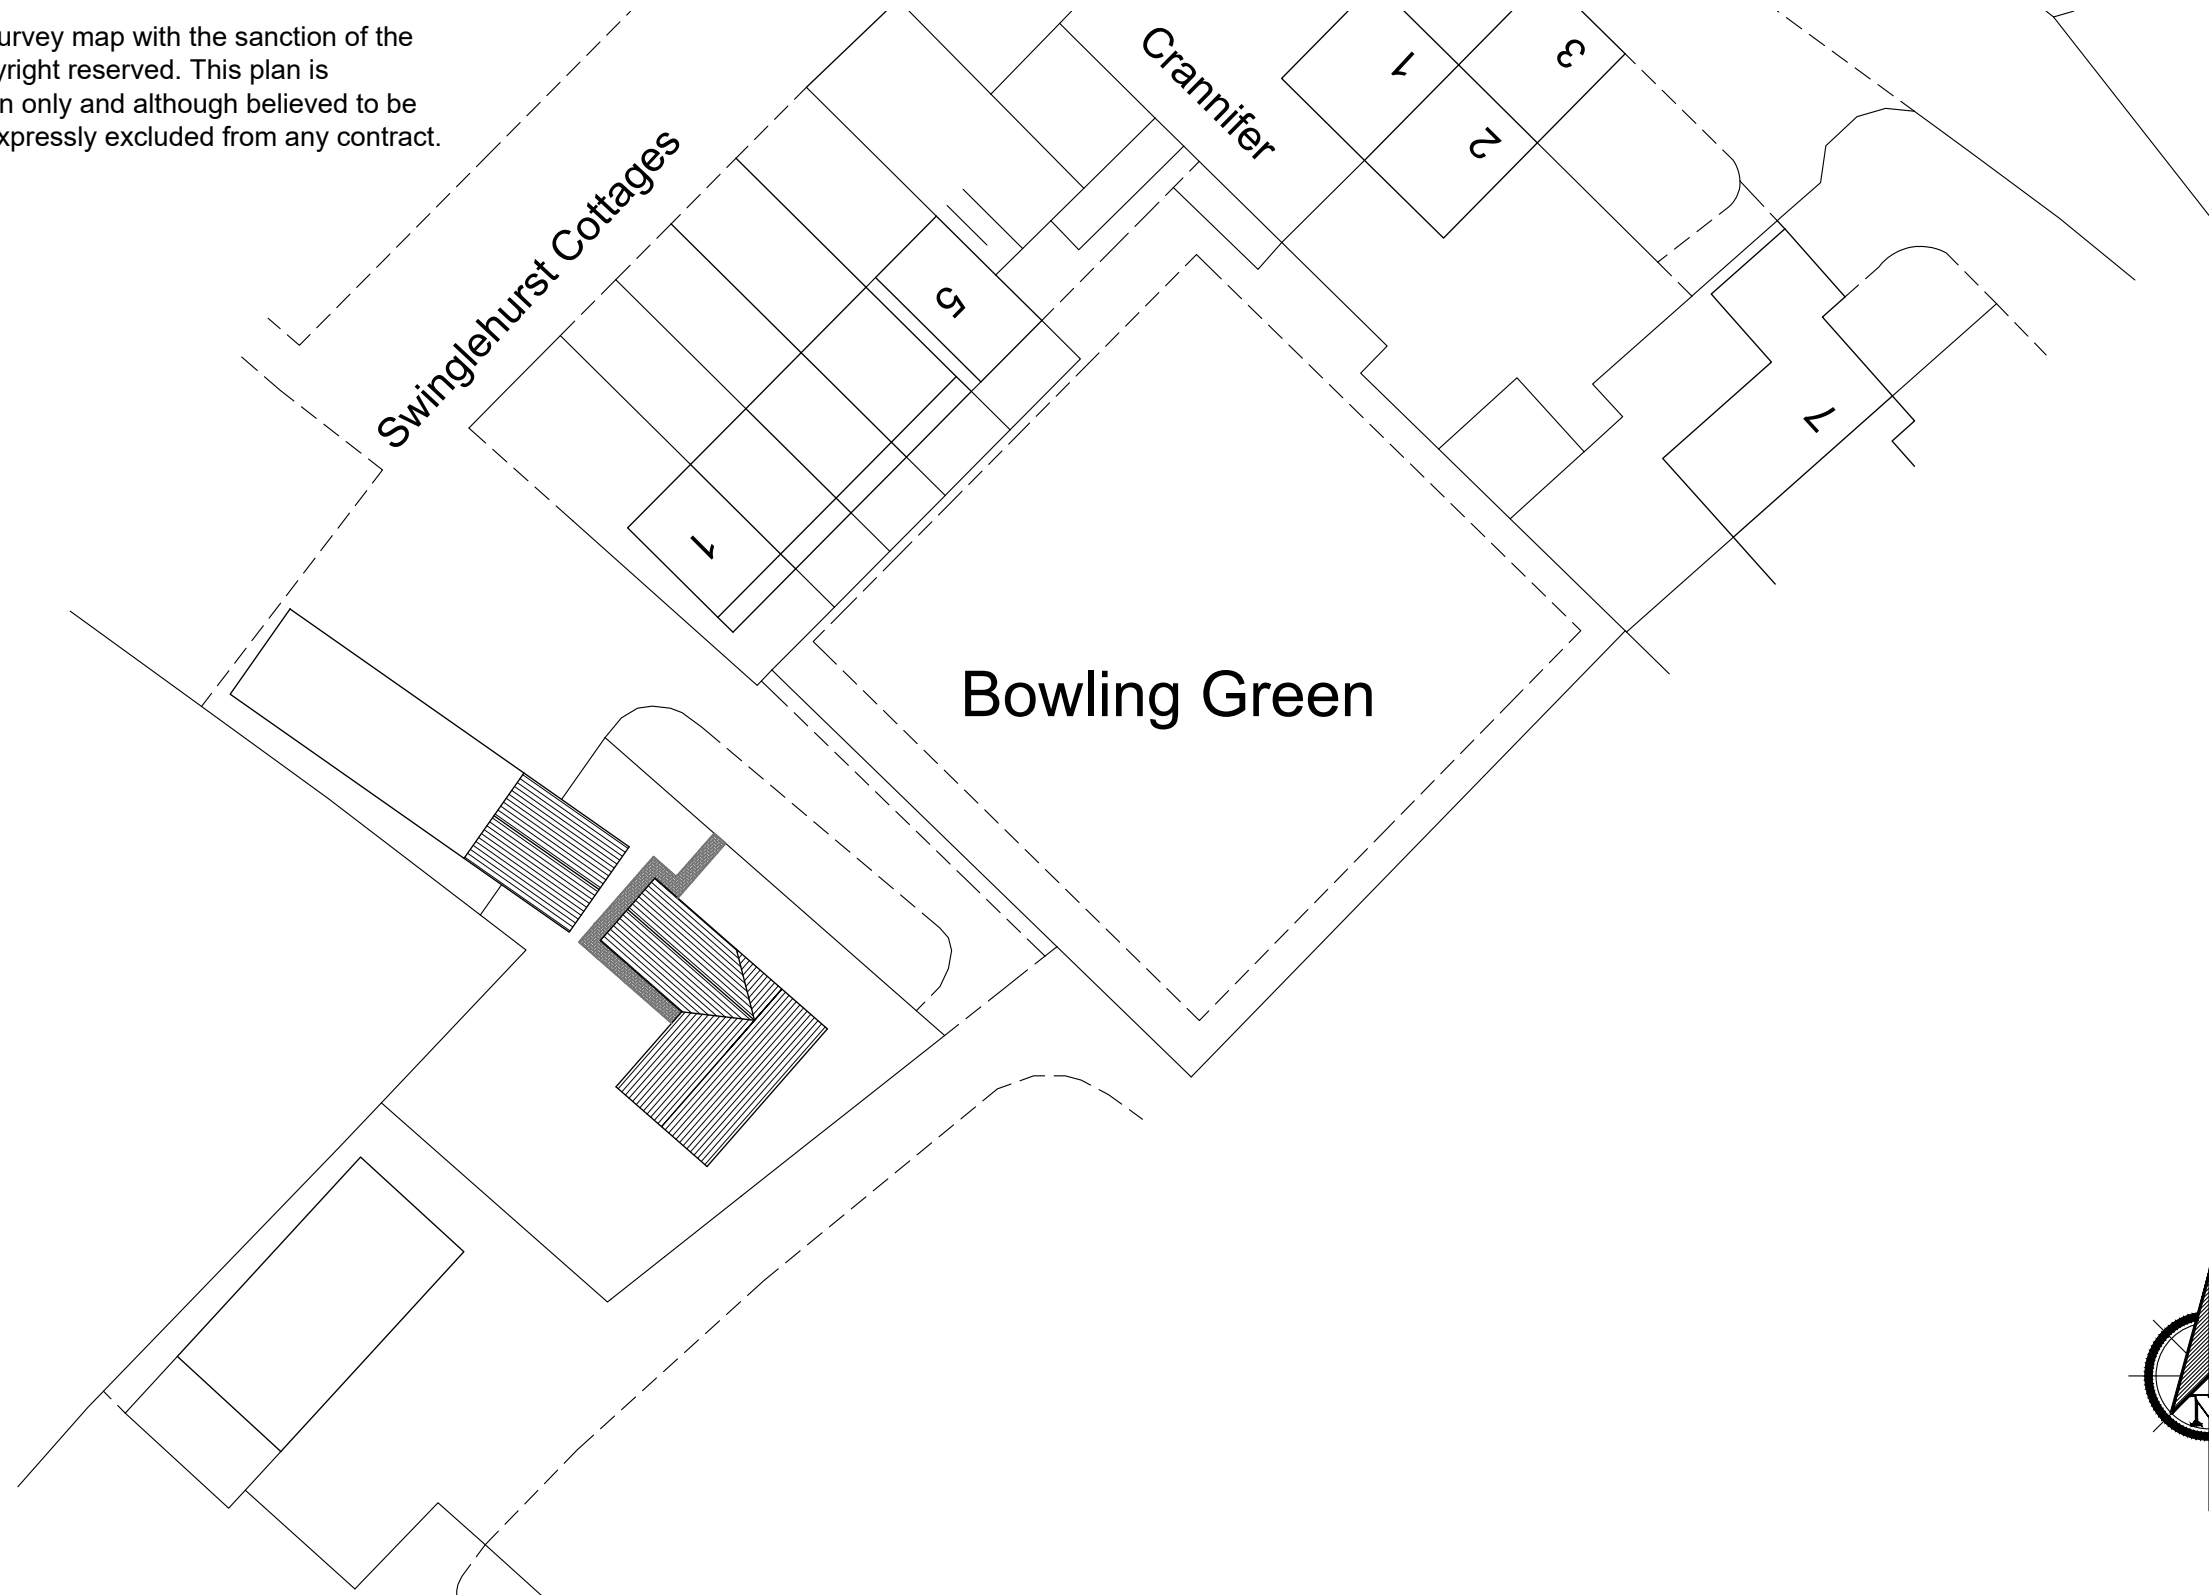 urvey map with the sanction of the
yright reserved. This plan is
n only and although believed to be
xpressly excluded from any contract.
Crannifer
1
3
2
Swinglehurst Cottages
5
7
1
Bowling Green
N